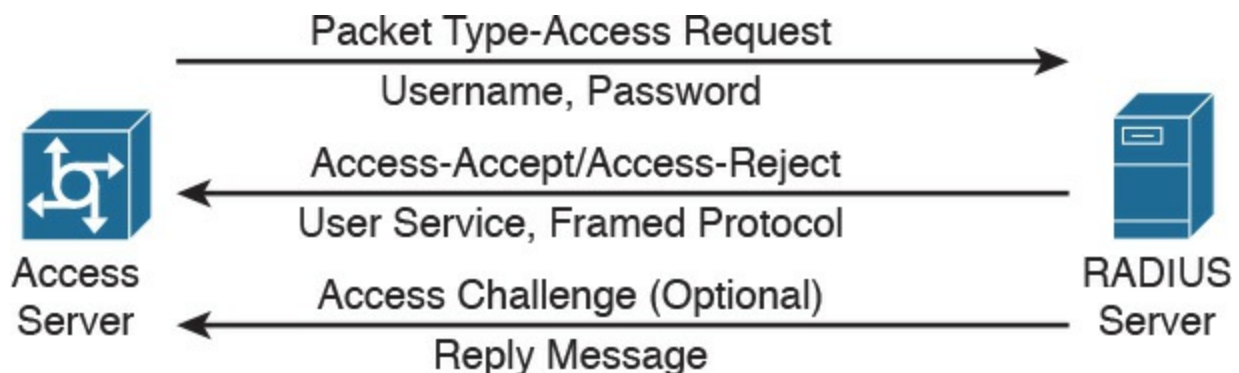 Packet Type-Access Request
Username, Password
Access-Accept/Access-Reject
User Service, Framed Protocol
Access Challenge (Optional)
Reply Message
Access
Server
RADIUS
Server